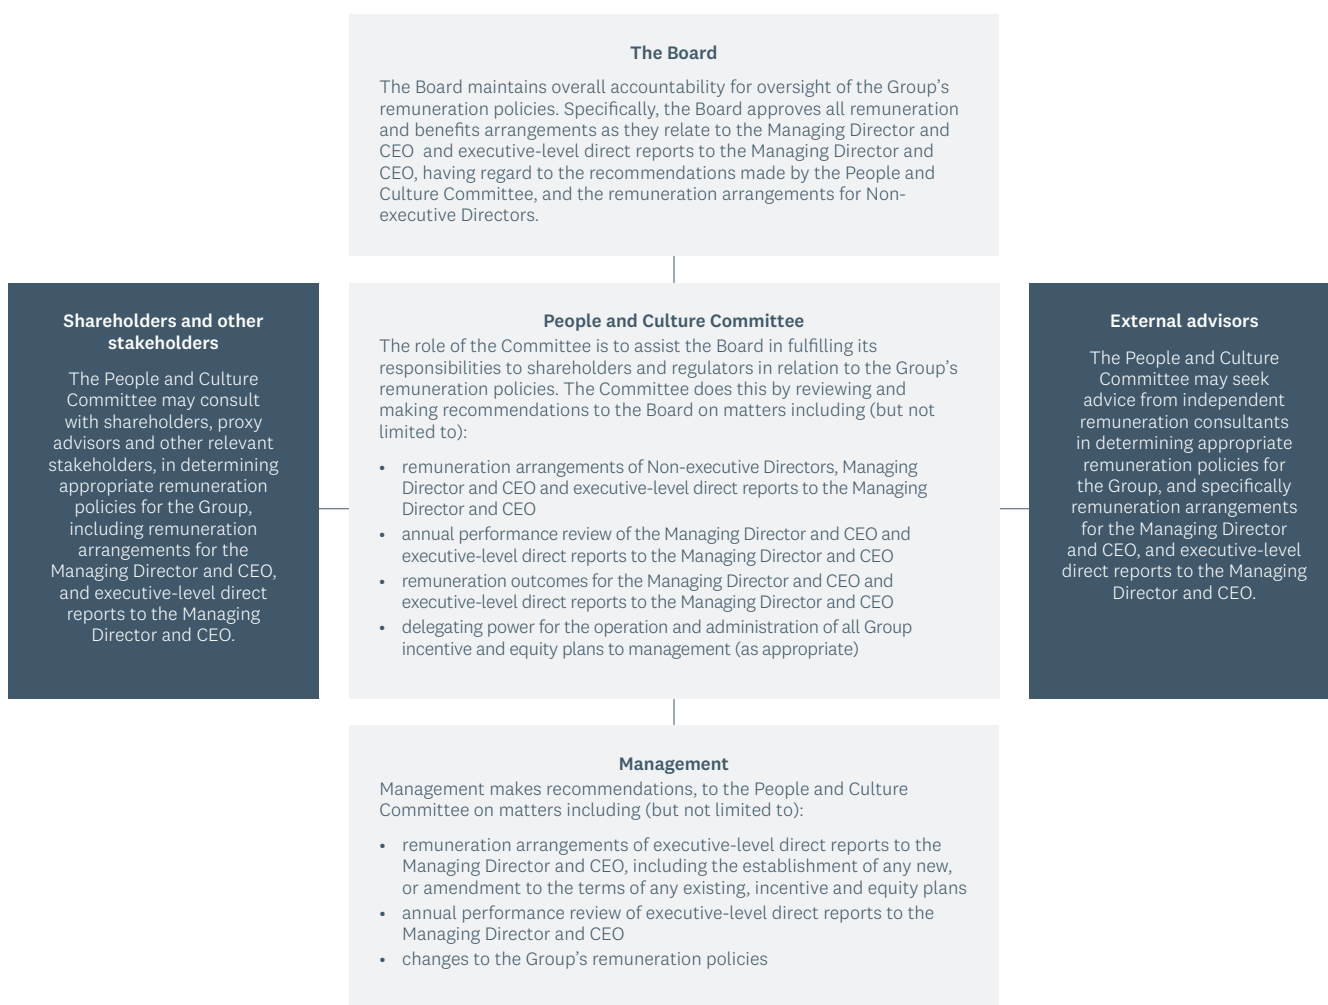 The Board
The Board maintains overall accountability for oversight of the Group’s
remuneration policies. Specifically, the Board approves all remuneration
and benefits arrangements as they relate to the Managing Director and
CEO  and executive-level direct reports to the Managing Director and
CEO, having regard to the recommendations made by the People and
Culture Committee, and the remuneration arrangements for Non-
executive Directors.
Shareholders and other
stakeholders
The People and Culture
Committee may consult
with shareholders, proxy
advisors and other relevant
stakeholders, in determining
appropriate remuneration
policies for the Group,
including remuneration
arrangements for the
Managing Director and CEO,
and executive-level direct
reports to the Managing
Director and CEO.
People and Culture Committee
The role of the Committee is to assist the Board in fulfilling its
responsibilities to shareholders and regulators in relation to the Group’s
remuneration policies. The Committee does this by reviewing and
making recommendations to the Board on matters including (but not
limited to):
• remuneration arrangements of Non-executive Directors, Managing
Director and CEO and executive-level direct reports to the Managing
Director and CEO
• annual performance review of the Managing Director and CEO and
executive-level direct reports to the Managing Director and CEO
• remuneration outcomes for the Managing Director and CEO and
executive-level direct reports to the Managing Director and CEO
• delegating power for the operation and administration of all Group
incentive and equity plans to management (as appropriate)
External advisors
The People and Culture
Committee may seek
advice from independent
remuneration consultants
in determining appropriate
remuneration policies for
the Group, and specifically
remuneration arrangements
for the Managing Director
and CEO, and executive-level
direct reports to the Managing
Director and CEO.
Management
Management makes recommendations, to the People and Culture
Committee on matters including (but not limited to):
• remuneration arrangements of executive-level direct reports to the
Managing Director and CEO, including the establishment of any new,
or amendment to the terms of any existing, incentive and equity plans
• annual performance review of executive-level direct reports to the
Managing Director and CEO
• changes to the Group’s remuneration policies